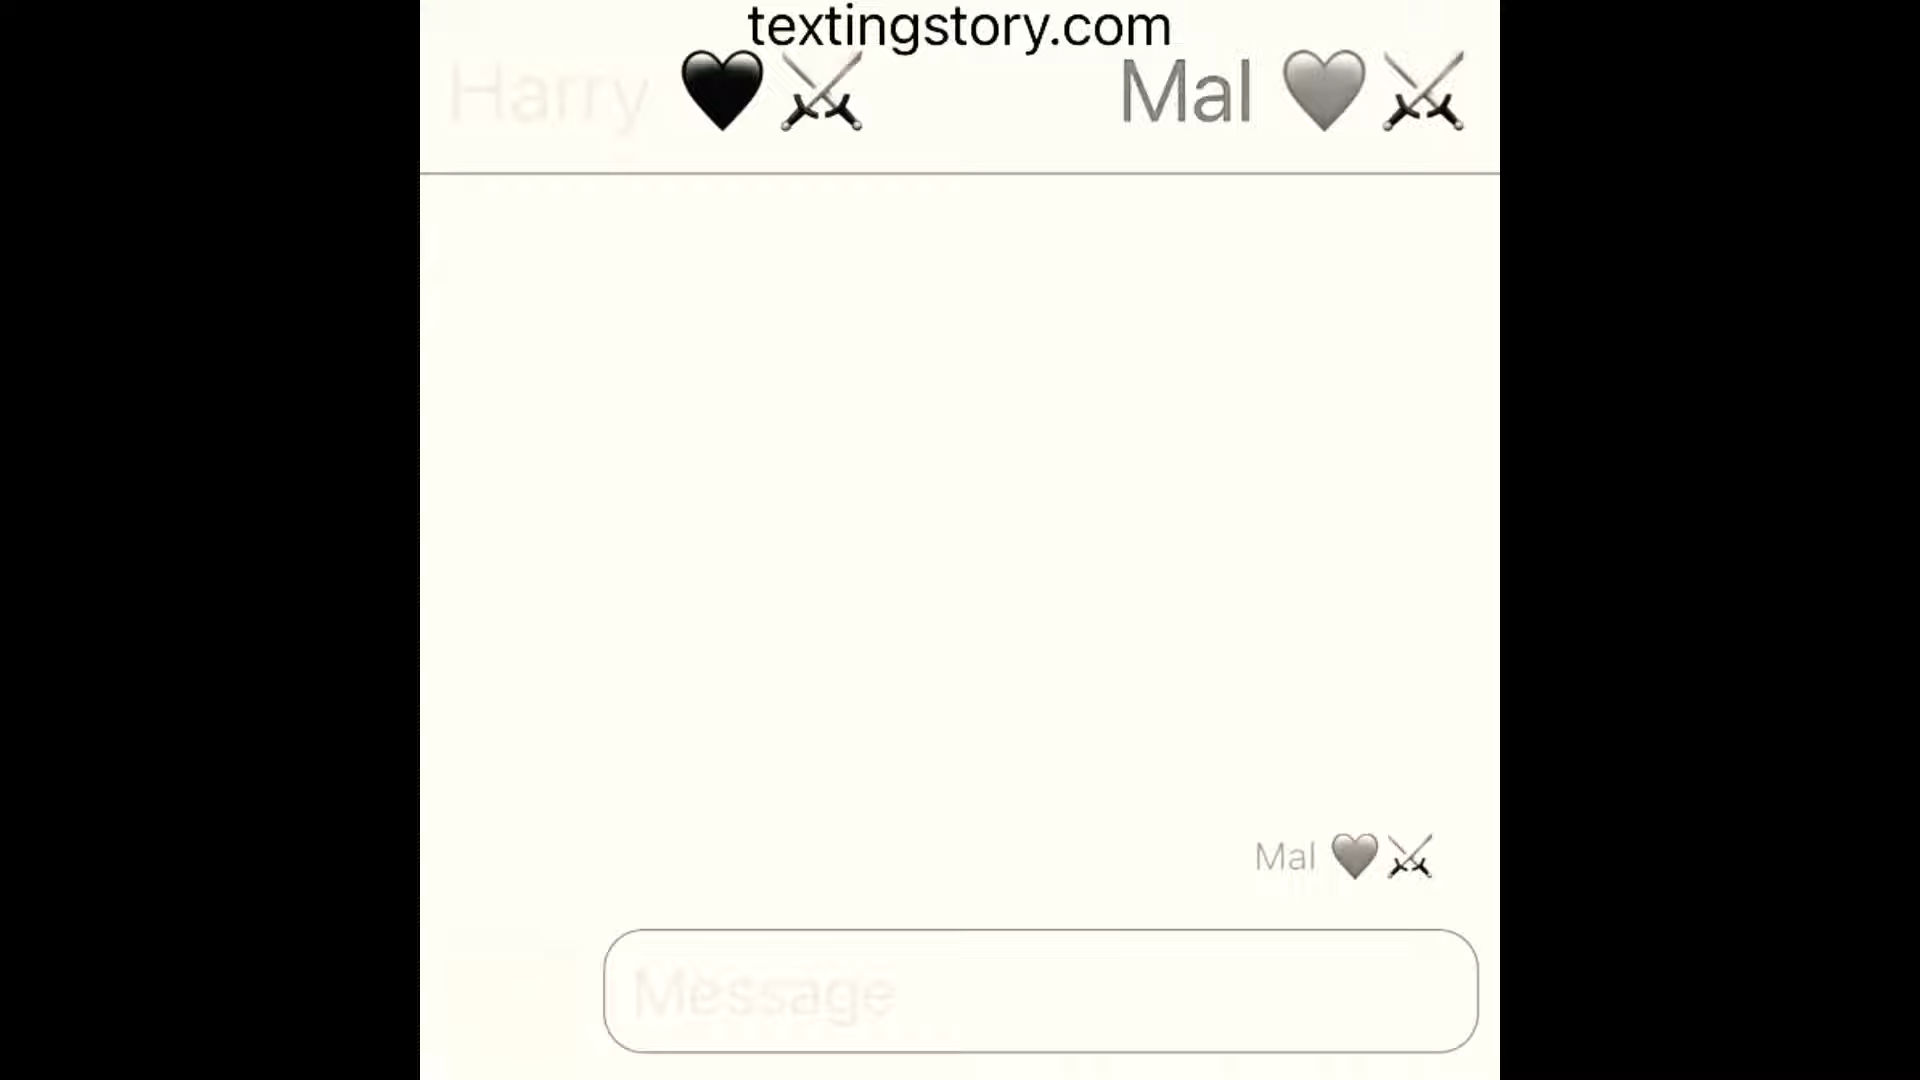 textingstory.com
Harry 🖤⚔ Mal 🩶⚔
Mal 🩶⚔
Message